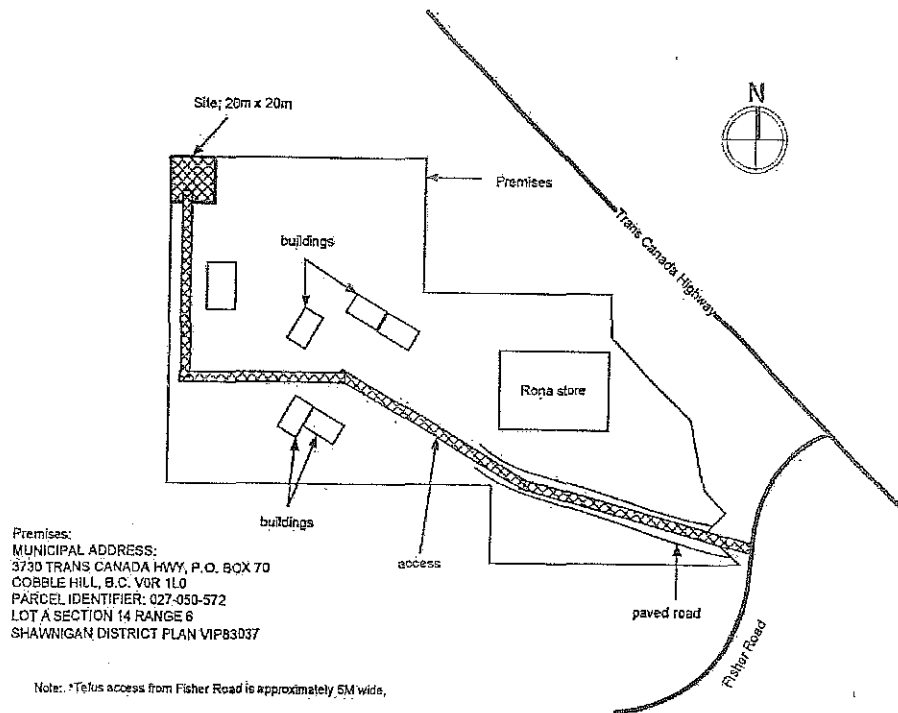 N
Site; 20m x 20m
Premises
Trans Canada Highway
buildings
Rona store
buildings
access
paved road
Fisher Road
Premises:
MUNICIPAL ADDRESS:
3730 TRANS CANADA HWY, P.O. BOX 70
COBBLE HILL, B.C. V0R 1L0
PARCEL IDENTIFIER: 027-050-572
LOT A SECTION 14 RANGE 6
SHAWNIGAN DISTRICT PLAN VIP83037
Note: *Telus access from Fisher Road is approximately 5M wide,